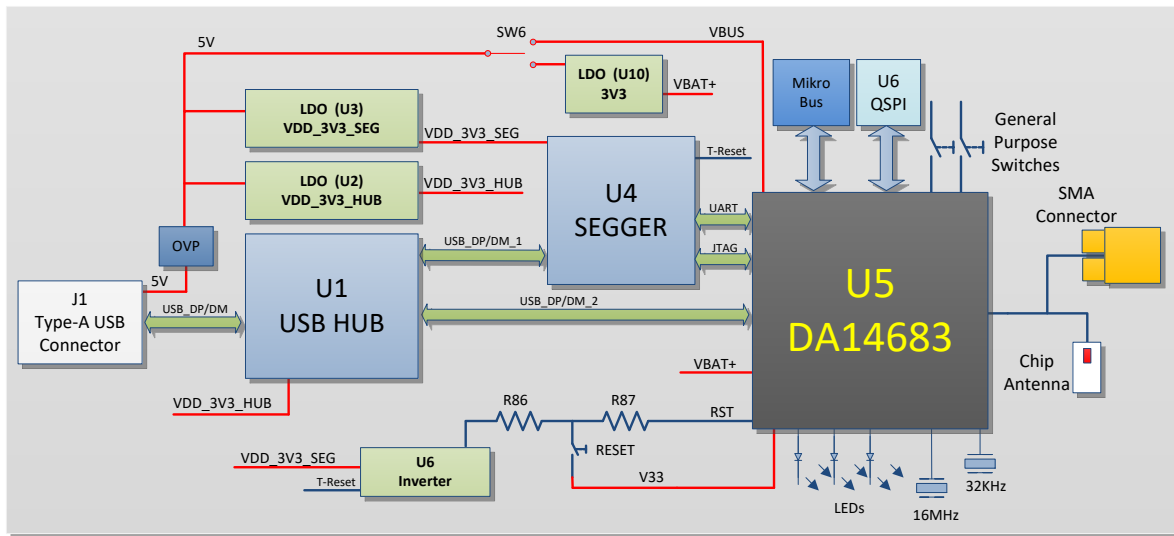 SW6
5V
VBUS
LDO (U10)
3V3
VBAT+
Mikro
Bus
U6
QSPI
General
Purpose
Switches
LDO (U3)
VDD_3V3_SEG
VDD_3V3_SEG
T-Reset
LDO (U2)
VDD_3V3_HUB
VDD_3V3_HUB
U4
SEGGER
UART
JTAG
SMA
Connector
OVP
5V
J1
Type-A USB
Connector
USB_DP/DM
U1
USB HUB
USB_DP/DM_1
USB_DP/DM_2
U5
DA14683
Chip
Antenna
VBAT+
VDD_3V3_HUB
R86
R87
RST
RESET
VDD_3V3_SEG
T-Reset
U6
Inverter
V33
LEDs
16MHz
32KHz